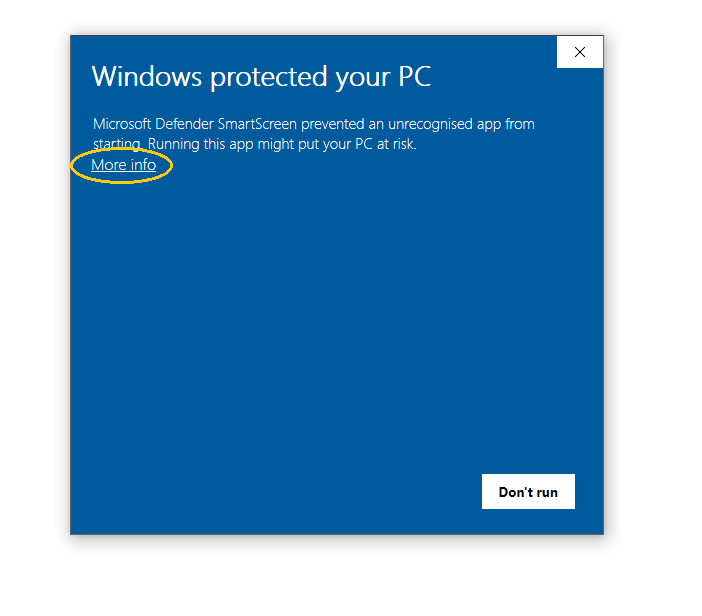 Windows protected your PC
Microsoft Defender SmartScreen prevented an unrecognised app from
starting. Running this app might put your PC at risk.
More info
Don't run